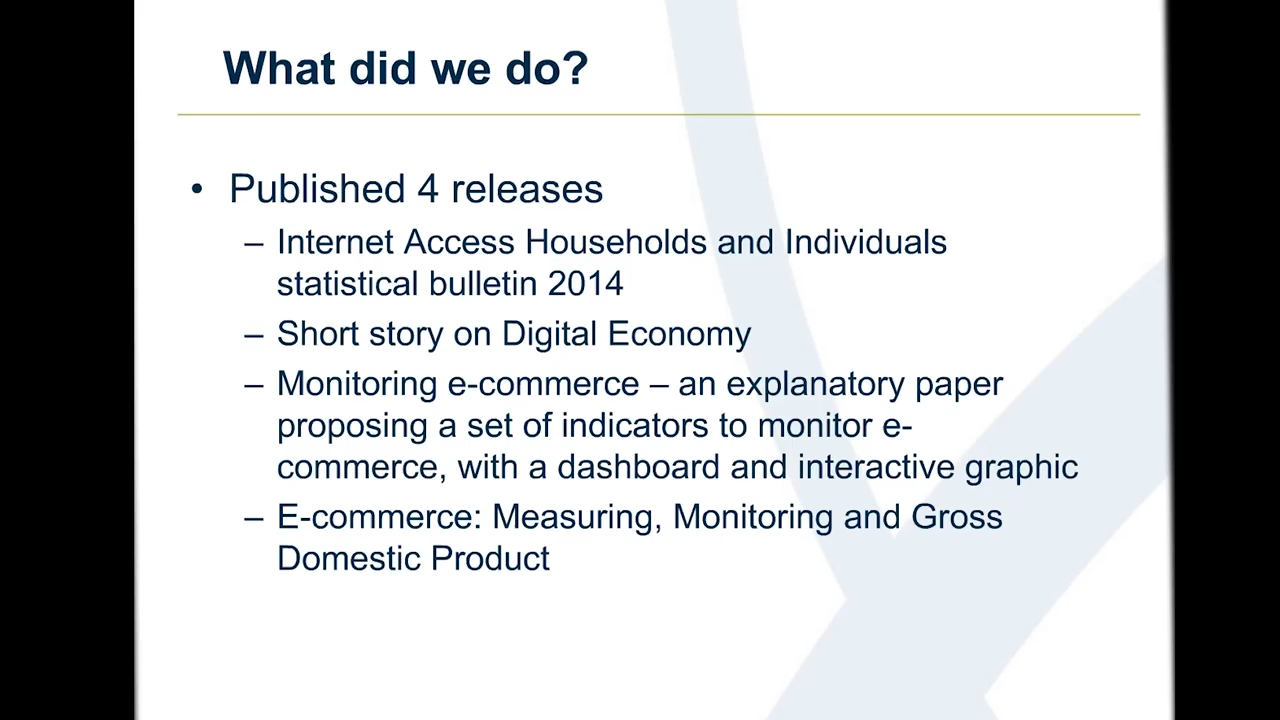 What did we do?
• Published 4 releases
– Internet Access Households and Individuals
statistical bulletin 2014
– Short story on Digital Economy
– Monitoring e-commerce – an explanatory paper
proposing a set of indicators to monitor e-
commerce, with a dashboard and interactive graphic
– E-commerce: Measuring, Monitoring and Gross
Domestic Product